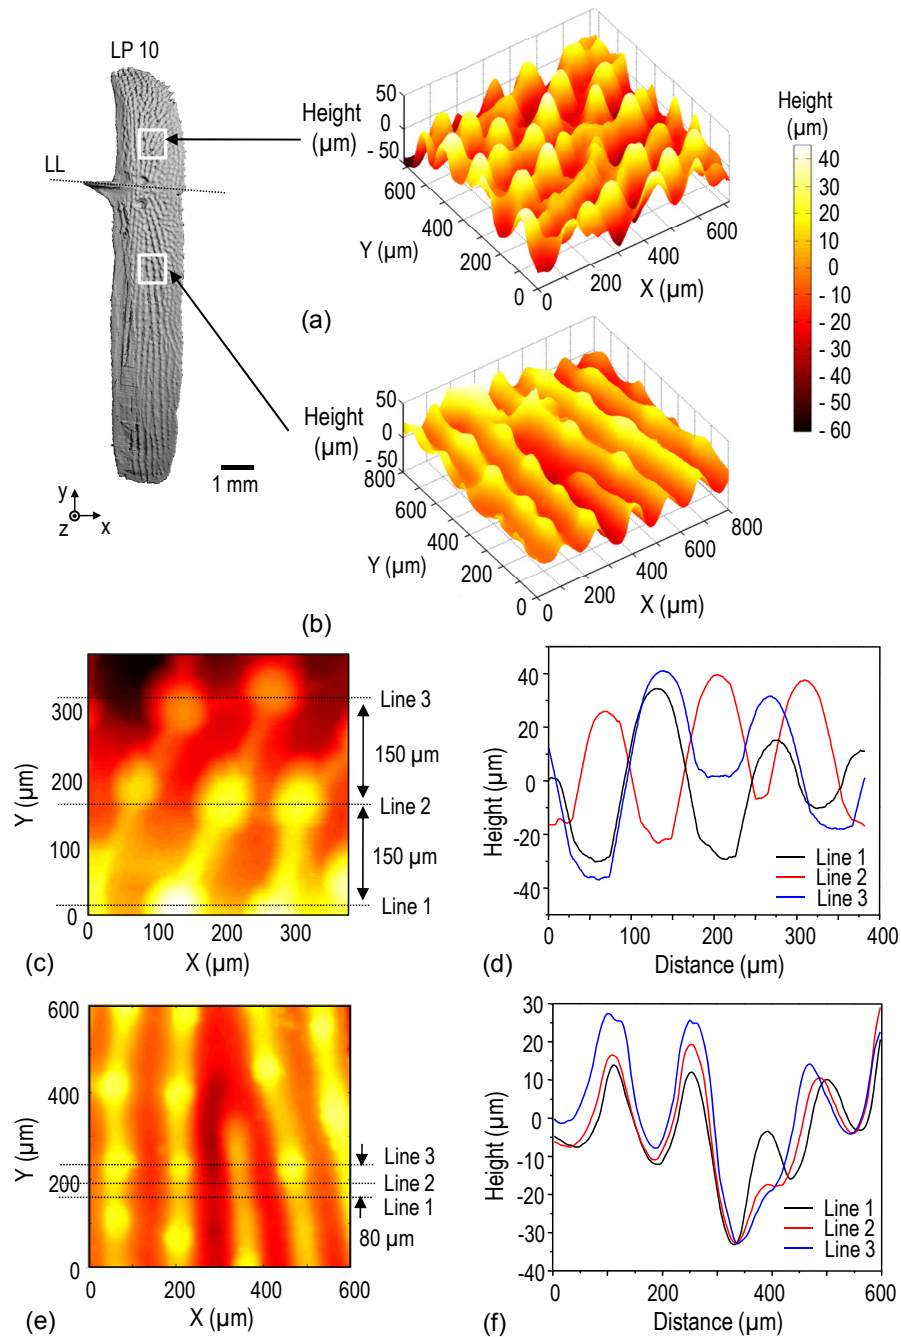 LP 10
LL
1 mm
y
z
x
Height
(µm)
50
0
- 50
600
400
200
0
Y (µm)
0
200
400
600
X (µm)
(a)
Height
(µm)
40
30
20
10
0
- 10
- 20
- 30
- 40
- 50
- 60
Height
(µm)
50
0
- 50
800
600
400
200
0
Y (µm)
0
200
400
600
800
X (µm)
(b)
300
200
100
0
Y (µm)
0
100
200
300
X (µm)
Line 3
150 µm
Line 2
150 µm
Line 1
(c)
40
20
0
-20
-40
Height (µm)
0
100
200
300
400
Distance (µm)
Line 1
Line 2
Line 3
(d)
600
400
200
0
Y (µm)
0
200
400
600
X (µm)
Line 3
Line 2
Line 1
80 µm
(e)
30
20
10
0
-10
-20
-30
-40
Height (µm)
0
100
200
300
400
500
600
Distance (µm)
Line 1
Line 2
Line 3
(f)